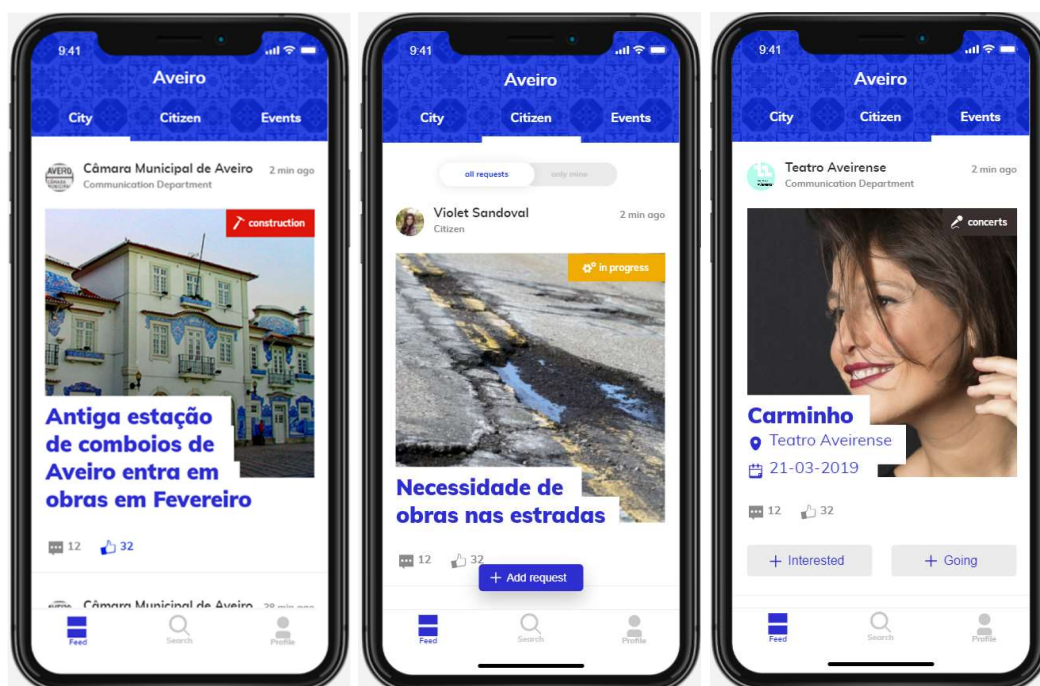 9:41
Aveiro
City Citizen Events
Câmara Municipal de Aveiro 2 min ago
Communication Department
construction
Antiga estação
de comboios de
Aveiro entra em
obras em Fevereiro
12 32
Câmara Municipal de Aveiro 38 min ago
Feed Search Profile
9:41
Aveiro
City Citizen Events
all requests only mine
Violet Sandoval 2 min ago
Citizen
in progress
Necessidade de
obras nas estradas
12 32
+ Add request
Feed Search Profile
9:41
Aveiro
City Citizen Events
Teatro Aveirense 2 min ago
Communication Department
concerts
Carminho
Teatro Aveirense
21-03-2019
12 32
+ Interested + Going
Feed Search Profile